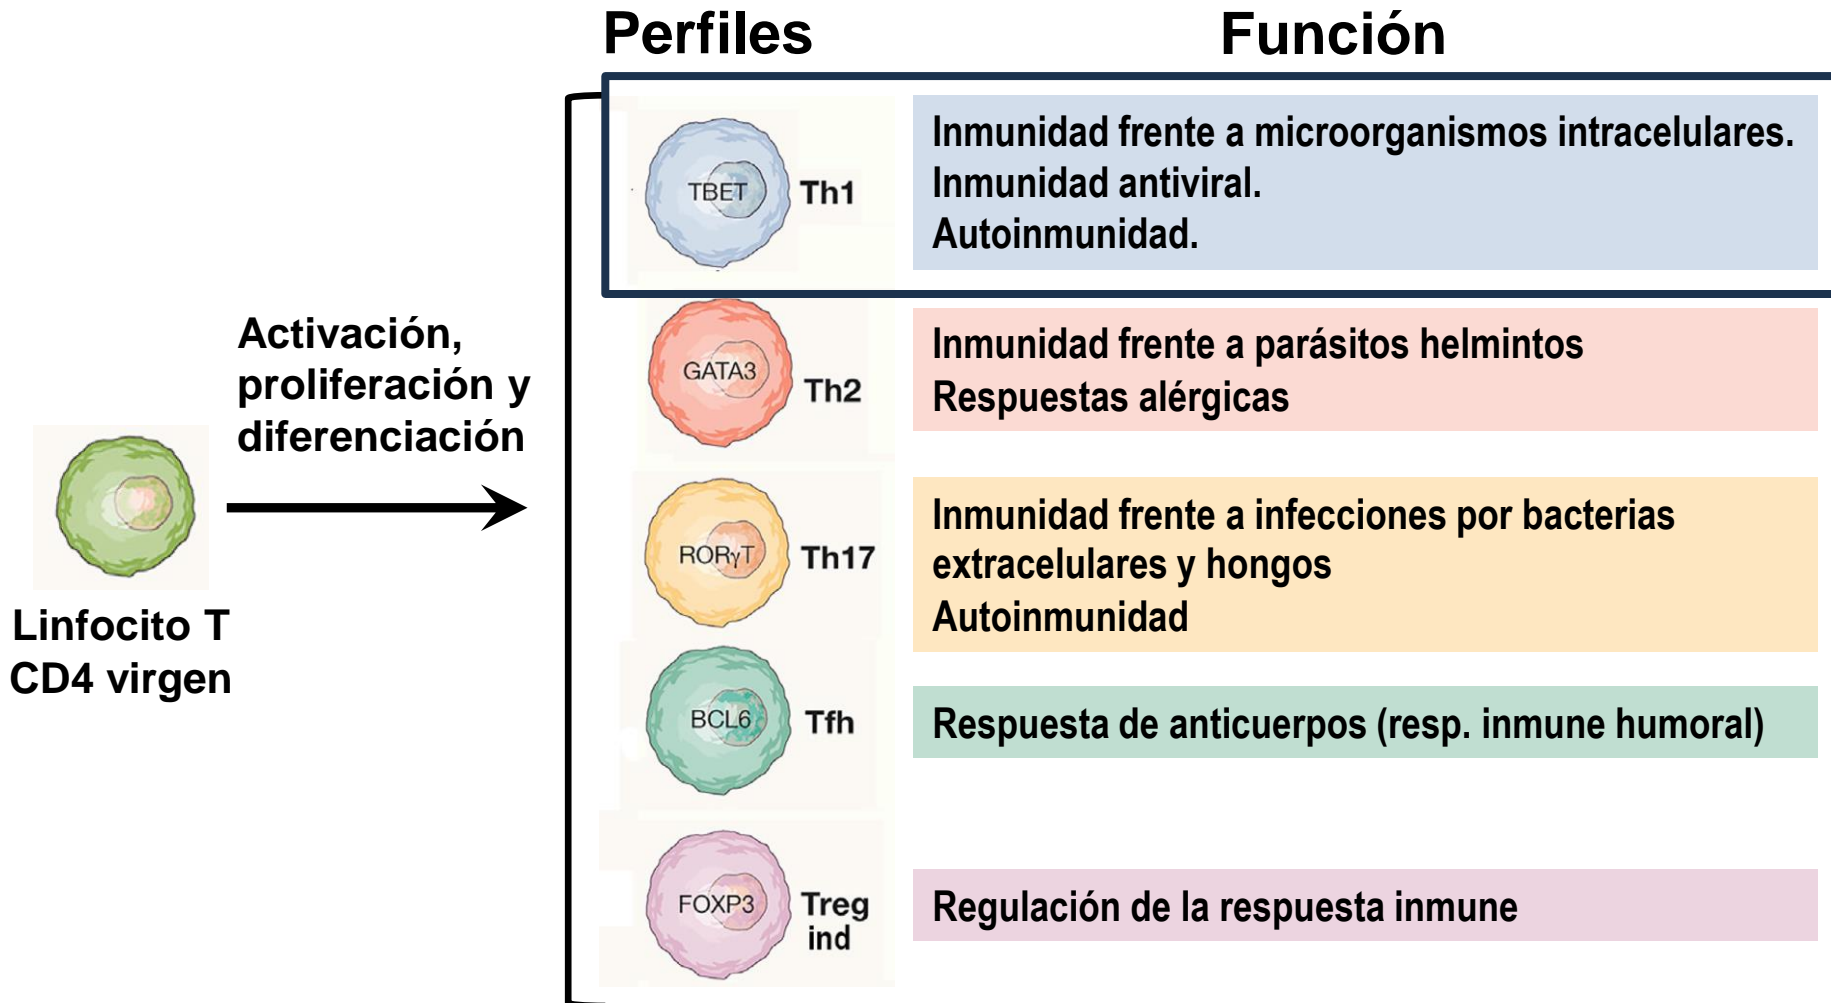 Perfiles
Función
TBET
Th1
Inmunidad frente a microorganismos intracelulares.
Inmunidad antiviral.
Autoinmunidad.
Activación,
proliferación y
diferenciación
GATA3
Th2
Inmunidad frente a parásitos helmintos
Respuestas alérgicas
Linfocito T
CD4 virgen
RORγT
Th17
Inmunidad frente a infecciones por bacterias
extracelulares y hongos
Autoinmunidad
BCL6
Tfh
Respuesta de anticuerpos (resp. inmune humoral)
FOXP3
Treg
ind
Regulación de la respuesta inmune